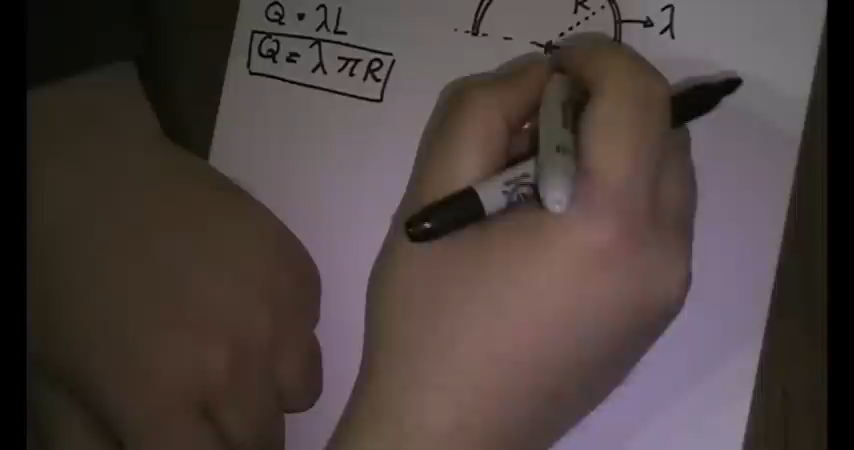 Q = λL
Q = λπR
R
λ